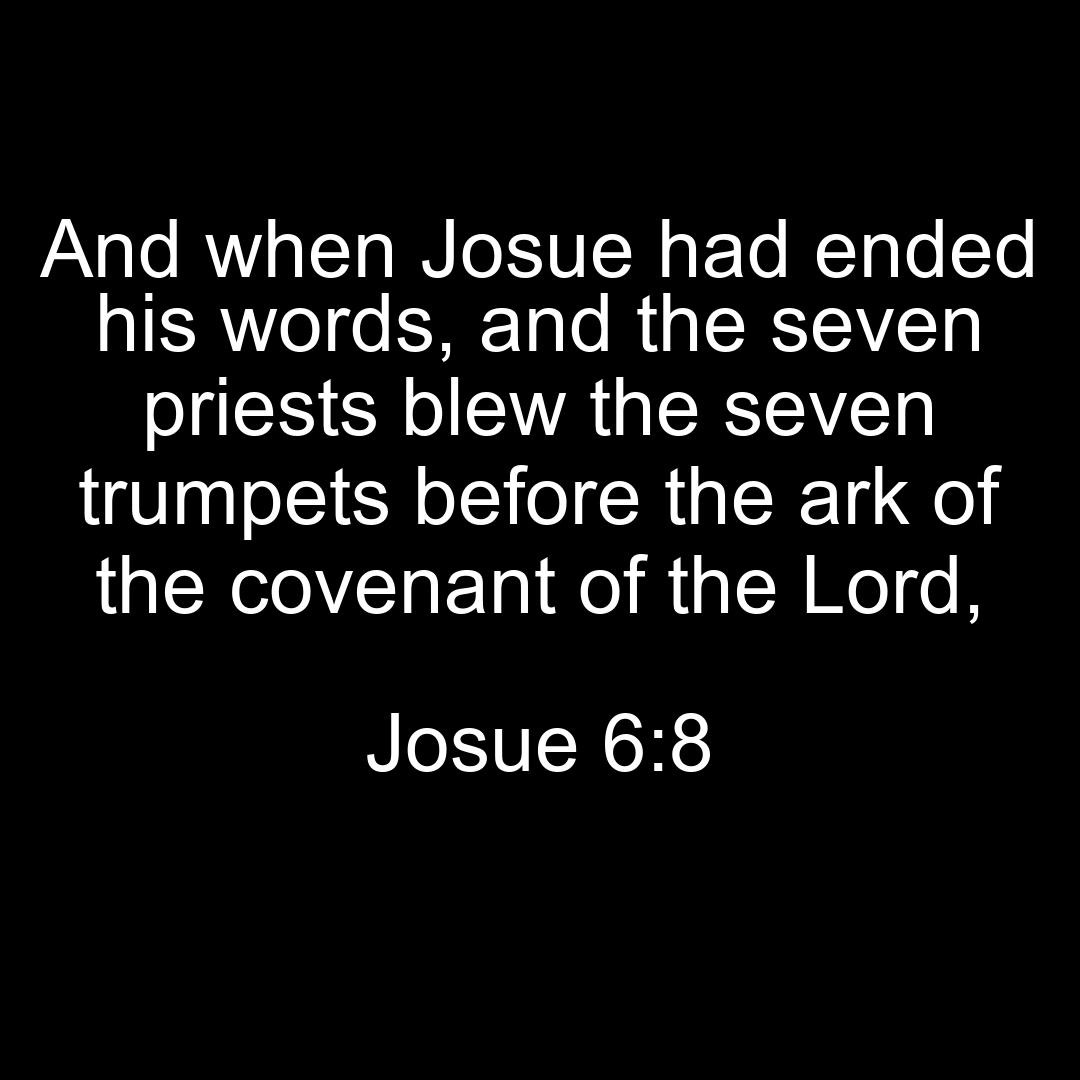 And when Josue had ended
his words, and the seven
priests blew the seven
trumpets before the ark of
the covenant of the Lord,
Josue 6:8